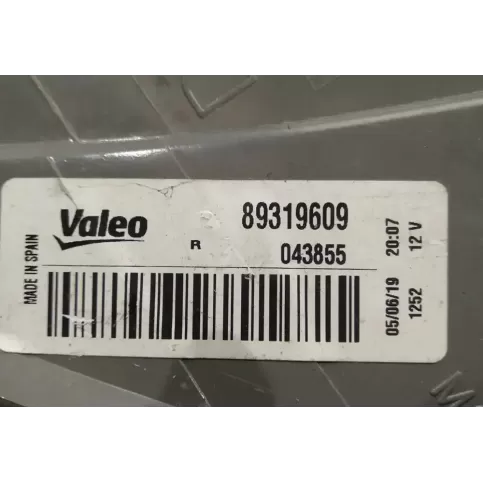 MADE IN SPAIN
Valeo
R
89319609
043855
05/06/19 20:07
1252 12 V